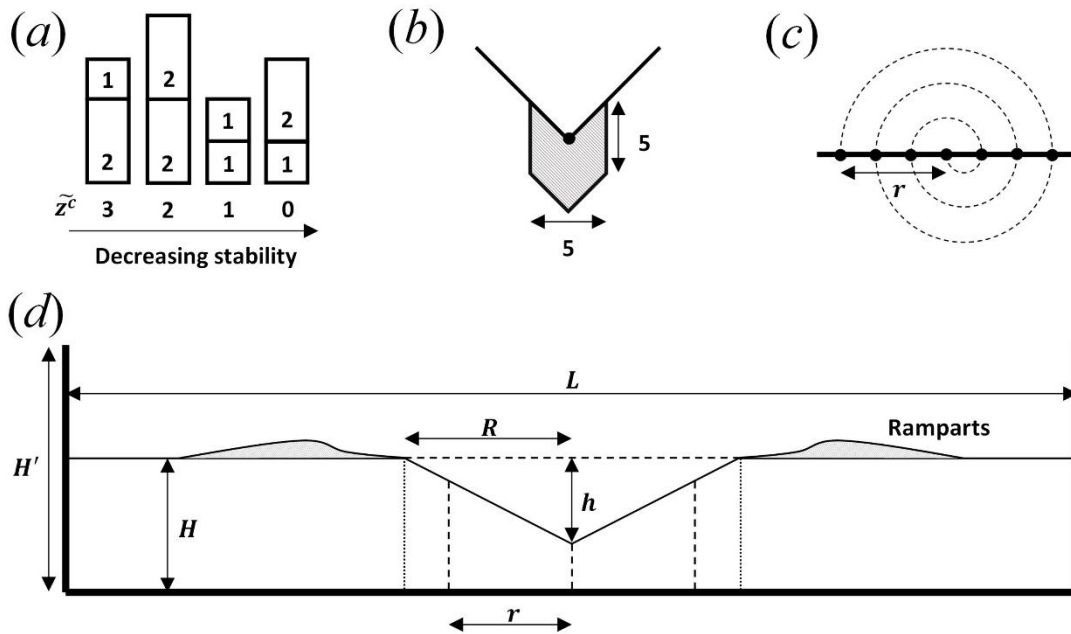 (a)
1 2 1 2
2 2 1 1
z̃ᶜ 3 2 1 0
Decreasing stability
(b)
5
5
(c)
r
(d)
L
H'
R
Ramparts
H
h
r